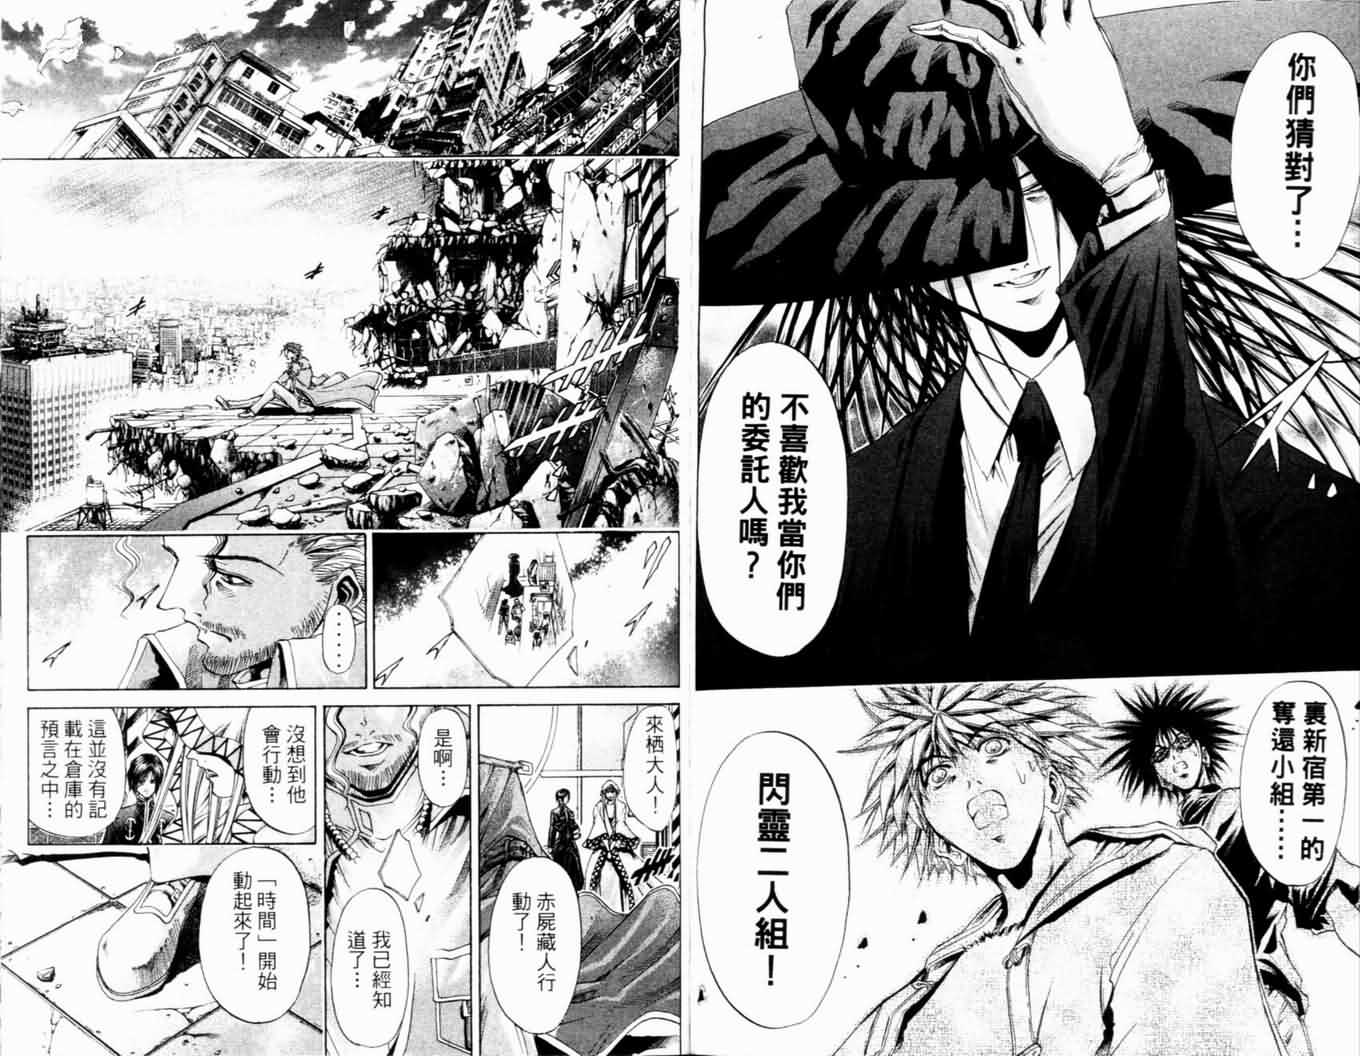 你們猜對了…
不喜歡我當你們
的委託人嗎？
裏新宿第一的
奪還小組……
閃靈二人組！
……
來栖大人！
赤屍藏人行
動了！
是啊…
我已經知
道了…
沒想到他
會行動…
這並沒有記
載在倉庫的
預言之中…
「時間」開始
動起來了！